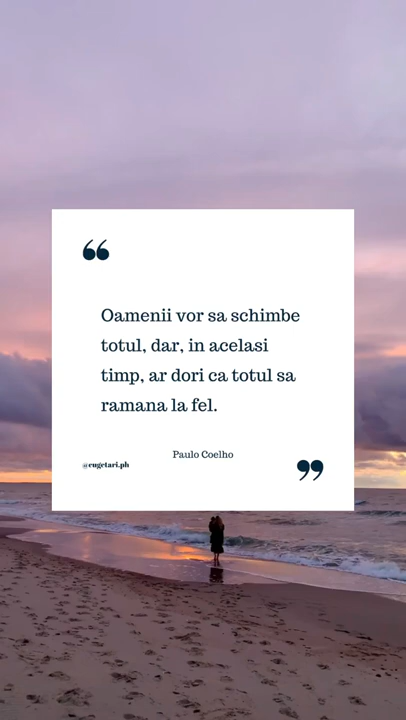 ❝
Oamenii vor sa schimbe
totul, dar, in acelasi
timp, ar dori ca totul sa
ramana la fel.
Paulo Coelho
@cugetari.ph
❞